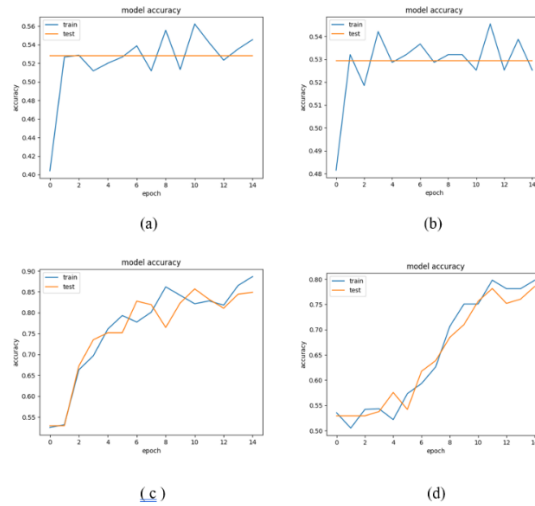 model accuracy
train
test
0.56
0.54
0.52
0.50
0.48
0.46
0.44
0.42
0.40
accuracy
0 2 4 6 8 10 12 14
epoch
(a)
model accuracy
train
test
0.54
0.53
0.52
0.51
0.50
0.49
0.48
accuracy
0 2 4 6 8 10 12 14
epoch
(b)
model accuracy
train
test
0.90
0.85
0.80
0.75
0.70
0.65
0.60
0.55
accuracy
0 2 4 6 8 10 12 14
epoch
( c )
model accuracy
train
test
0.80
0.75
0.70
0.65
0.60
0.55
0.50
accuracy
0 2 4 6 8 10 12 14
epoch
(d)